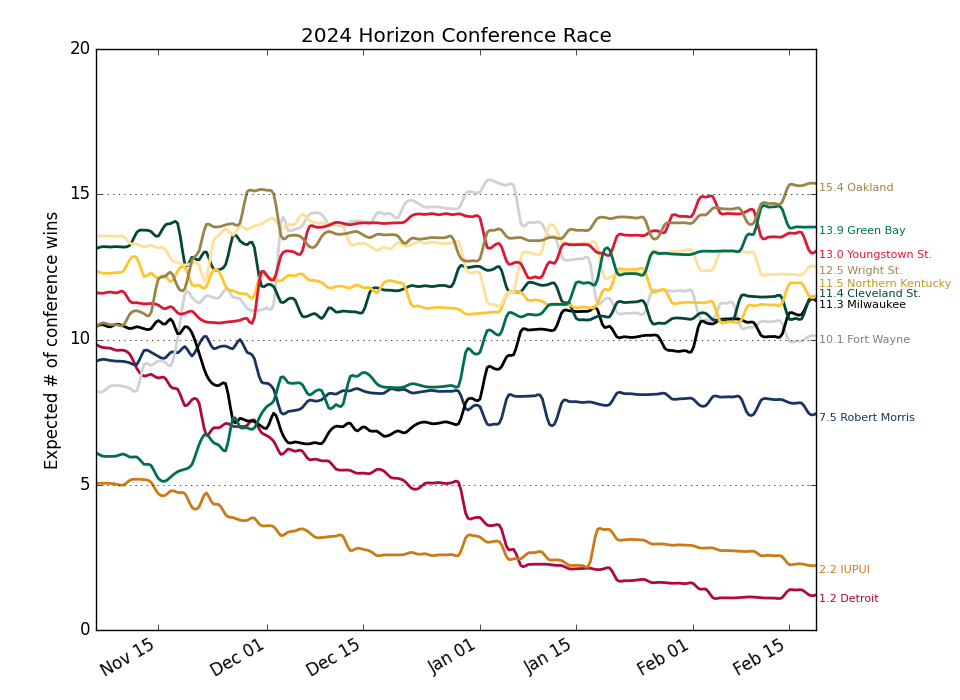 2024 Horizon Conference Race
Expected # of conference wins
20
15
10
5
0
15.4 Oakland
13.9 Green Bay
13.0 Youngstown St.
12.5 Wright St.
11.5 Northern Kentucky
11.4 Cleveland St.
11.3 Milwaukee
10.1 Fort Wayne
7.5 Robert Morris
2.2 IUPUI
1.2 Detroit
Nov 15
Dec 01
Dec 15
Jan 01
Jan 15
Feb 01
Feb 15